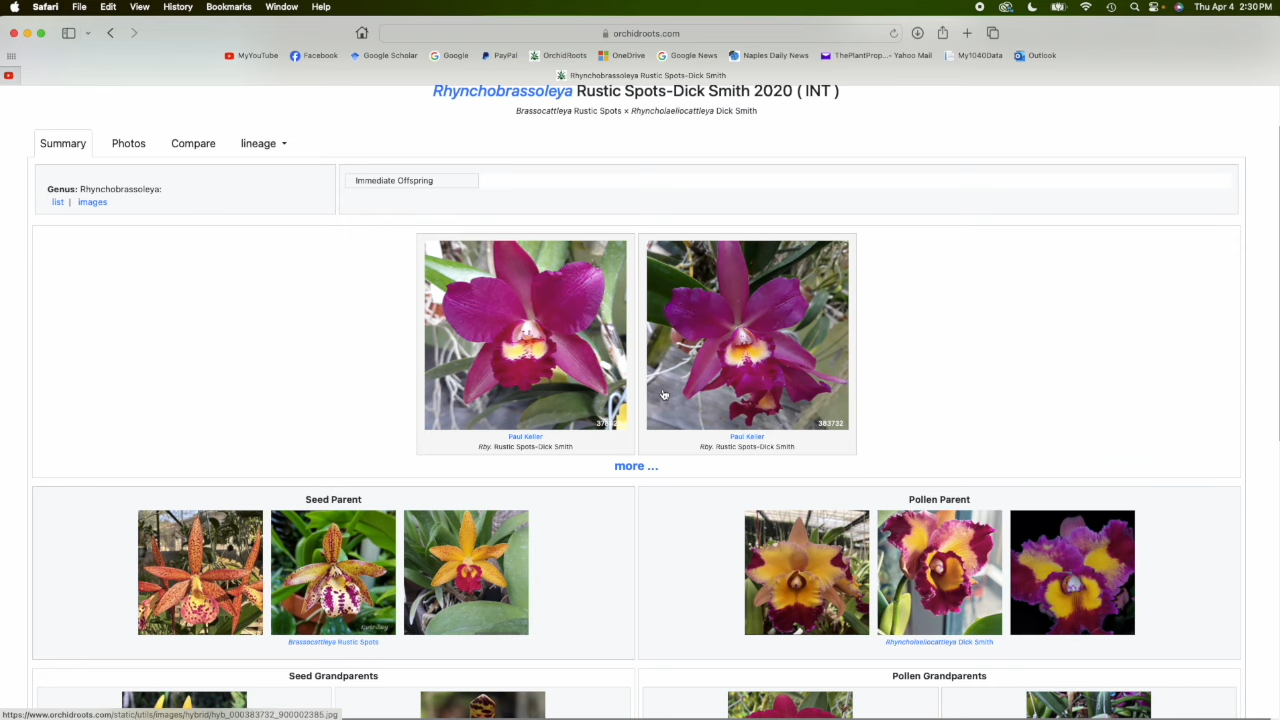 Safari File Edit View History Bookmarks Window Help Thu Apr 4 2:30 PM
orchidroots.com
MyYouTube Facebook Google Scholar Google PayPal OrchidRoots OneDrive Google News Naples Daily News ThePlantProp...- Yahoo Mail My1040Data Outlook
Rhynchobrassoleya Rustic Spots-Dick Smith
Rhynchobrassoleya Rustic Spots-Dick Smith 2020 ( INT )
Brassocattleya Rustic Spots × Rhyncholaeliocattleya Dick Smith
Summary Photos Compare lineage
Immediate Offspring
Genus: Rhynchobrassoleya:
list | images
383732
Paul Keller Paul Keller
Rby. Rustic Spots-Dick Smith Rby. Rustic Spots-Dick Smith
more ...
Seed Parent Pollen Parent
Brassocattleya Rustic Spots Rhyncholaeliocattleya Dick Smith
Seed Grandparents Pollen Grandparents
https://www.orchidroots.com/static/utils/images/hybrid/hyb_000383732_900002385.jpg